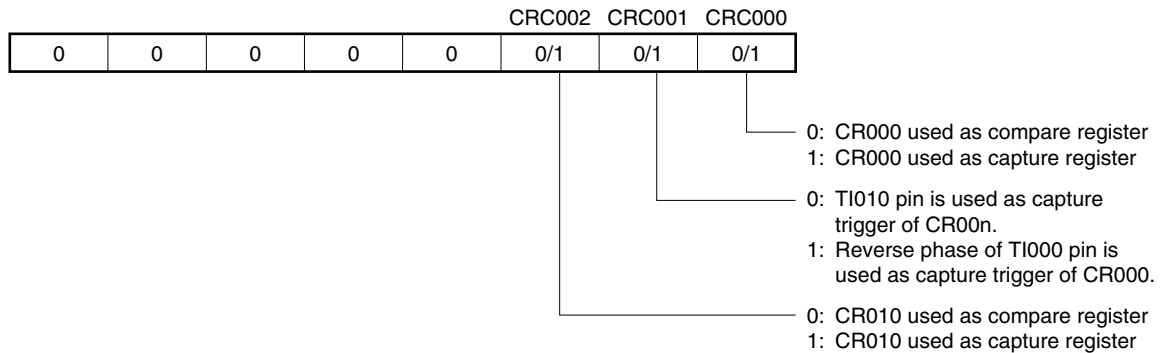 CRC002 CRC001 CRC000
0 0 0 0 0 0/1 0/1 0/1
0: CR000 used as compare register
1: CR000 used as capture register
0: TI010 pin is used as capture
trigger of CR00n.
1: Reverse phase of TI000 pin is
used as capture trigger of CR000.
0: CR010 used as compare register
1: CR010 used as capture register